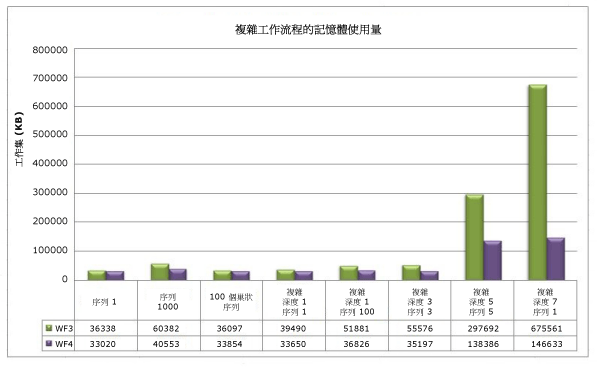 複雜工作流程的記憶體使用量
工作集 (KB)
800000
700000
600000
500000
400000
300000
200000
100000
0
序列 1
序列
1000
100 個巢狀
序列
複雜
深度 1
序列 1
複雜
深度 1
序列 100
複雜
深度 3
序列 3
複雜
深度 5
序列 5
複雜
深度 7
序列 1
WF3 36338 60382 36097 39490 51881 55576 297692 675561
WF4 33020 40553 33854 33650 36826 35197 138386 146633